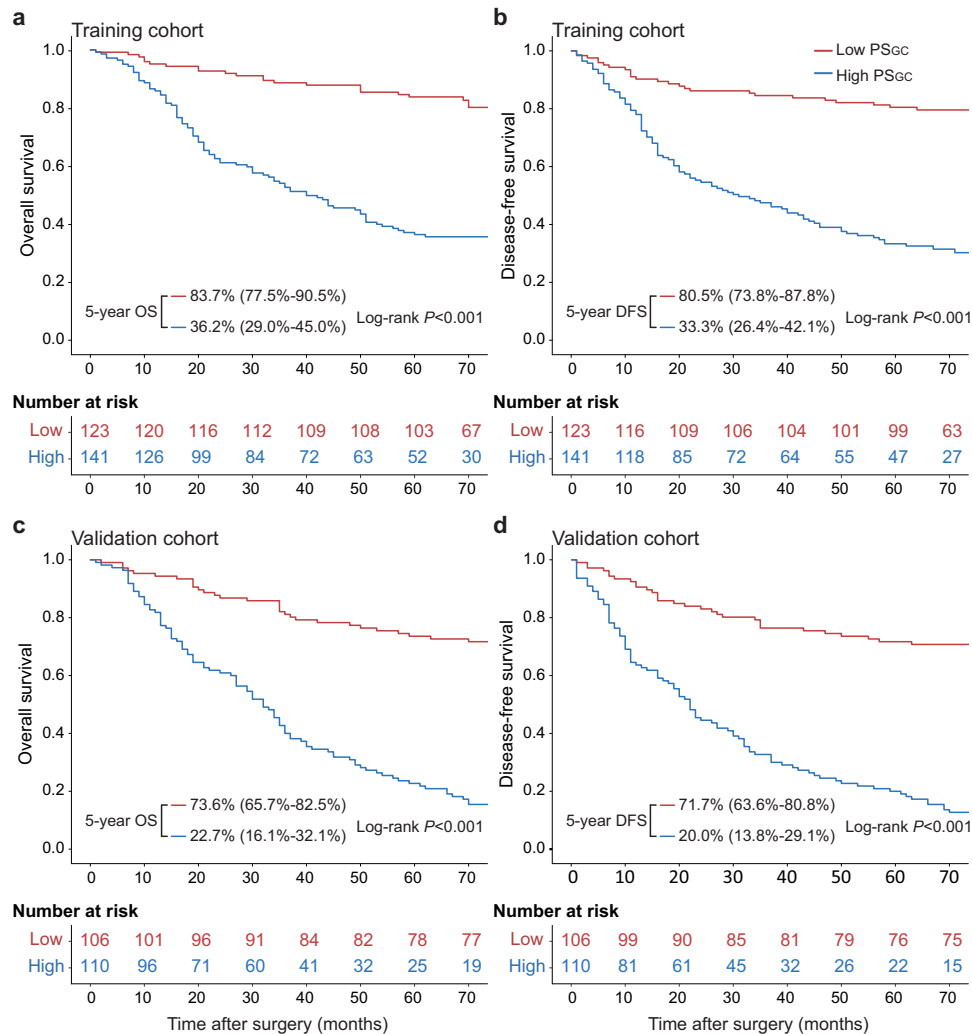 a
Training cohort
Overall survival
1.0
0.8
0.6
0.4
0.2
0.0
5-year OS
83.7% (77.5%-90.5%)
36.2% (29.0%-45.0%)
Log-rank P<0.001
0 10 20 30 40 50 60 70
Number at risk
Low 123 120 116 112 109 108 103 67
High 141 126 99 84 72 63 52 30
0 10 20 30 40 50 60 70
b
Training cohort
Low PSGC
High PSGC
Disease-free survival
1.0
0.8
0.6
0.4
0.2
0.0
5-year DFS
80.5% (73.8%-87.8%)
33.3% (26.4%-42.1%)
Log-rank P<0.001
0 10 20 30 40 50 60 70
Number at risk
Low 123 116 109 106 104 101 99 63
High 141 118 85 72 64 55 47 27
0 10 20 30 40 50 60 70
c
Validation cohort
Overall survival
1.0
0.8
0.6
0.4
0.2
0.0
5-year OS
73.6% (65.7%-82.5%)
22.7% (16.1%-32.1%)
Log-rank P<0.001
0 10 20 30 40 50 60 70
Number at risk
Low 106 101 96 91 84 82 78 77
High 110 96 71 60 41 32 25 19
0 10 20 30 40 50 60 70
Time after surgery (months)
d
Validation cohort
Disease-free survival
1.0
0.8
0.6
0.4
0.2
0.0
5-year DFS
71.7% (63.6%-80.8%)
20.0% (13.8%-29.1%)
Log-rank P<0.001
0 10 20 30 40 50 60 70
Number at risk
Low 106 99 90 85 81 79 76 75
High 110 81 61 45 32 26 22 15
0 10 20 30 40 50 60 70
Time after surgery (months)